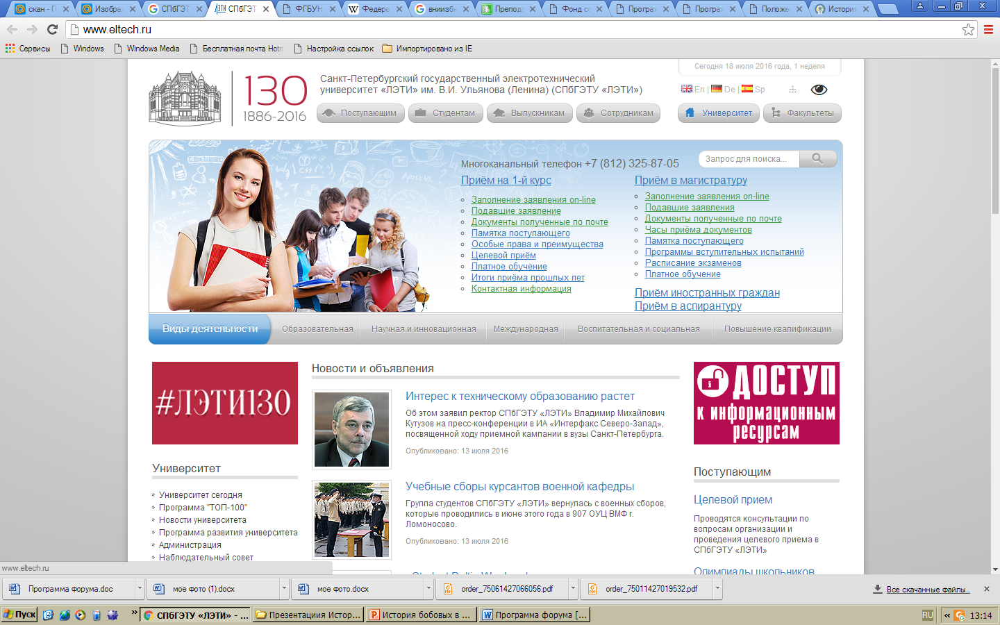 скан - П
Изобра
СПбГЭТ
СПбГЭТ
ФГБУН
Федера
вниизб
Препода
Фонд со
Програм
Програм
Положе
История
www.eltech.ru
Сервисы
Windows
Windows Media
Бесплатная почта Hotm
Настройка ссылок
Импортировано из IE
Сегодня 18 июля 2016 года, 1 неделя
130
1886-2016
Санкт-Петербургский государственный электротехнический
университет «ЛЭТИ» им. В.И. Ульянова (Ленина) (СПбГЭТУ «ЛЭТИ»)
En | De | Sp
Поступающим
Студентам
Выпускникам
Сотрудникам
Университет
Факультеты
Многоканальный телефон +7 (812) 325-87-05
Запрос для поиска...
Приём на 1-й курс
Заполнение заявления on-line
Подавшие заявление
Документы полученные по почте
Памятка поступающего
Особые права и преимущества
Целевой приём
Платное обучение
Итоги приёма прошлых лет
Контактная информация
Приём в магистратуру
Заполнение заявления on-line
Подавшие заявления
Документы полученные по почте
Часы приёма документов
Памятка поступающего
Программы вступительных испытаний
Расписание экзаменов
Платное обучение
Приём иностранных граждан
Приём в аспирантуру
Виды деятельности
Образовательная
Научная и инновационная
Международная
Воспитательная и социальная
Повышение квалификации
#ЛЭТИ130
Университет
Университет сегодня
Программа "ТОП-100"
Новости университета
Программа развития университета
Администрация
Наблюдательный совет
Новости и объявления
Интерес к техническому образованию растет
Об этом заявил ректор СПбГЭТУ «ЛЭТИ» Владимир Михайлович
Кутузов на пресс-конференции в ИА «Интерфакс Северо-Запад»,
посвященной ходу приемной кампании в вузы Санкт-Петербурга.
Опубликовано: 13 июля 2016
Учебные сборы курсантов военной кафедры
Группа студентов СПбГЭТУ «ЛЭТИ» вернулась с военных сборов,
которые проводились в июне этого года в 907 ОУЦ ВМФ г.
Ломоносово.
Опубликовано: 13 июля 2016
ДОСТУП
к информационным
ресурсам
Поступающим
Целевой прием
Проводятся консультации по
вопросам организации и
проведения целевого приема в
СПбГЭТУ «ЛЭТИ»
Олимпиады школьников
www.eltech.ru
Программа форума.doc
мое фото (1).docx
мое фото.docx
order_75061427066056.pdf
order_75011427019532.pdf
Все скачанные файлы...
Пуск
СПбГЭТУ «ЛЭТИ» - ...
Презентациия Истор...
История бобовых в ...
Программа форума [...
RU
13:14